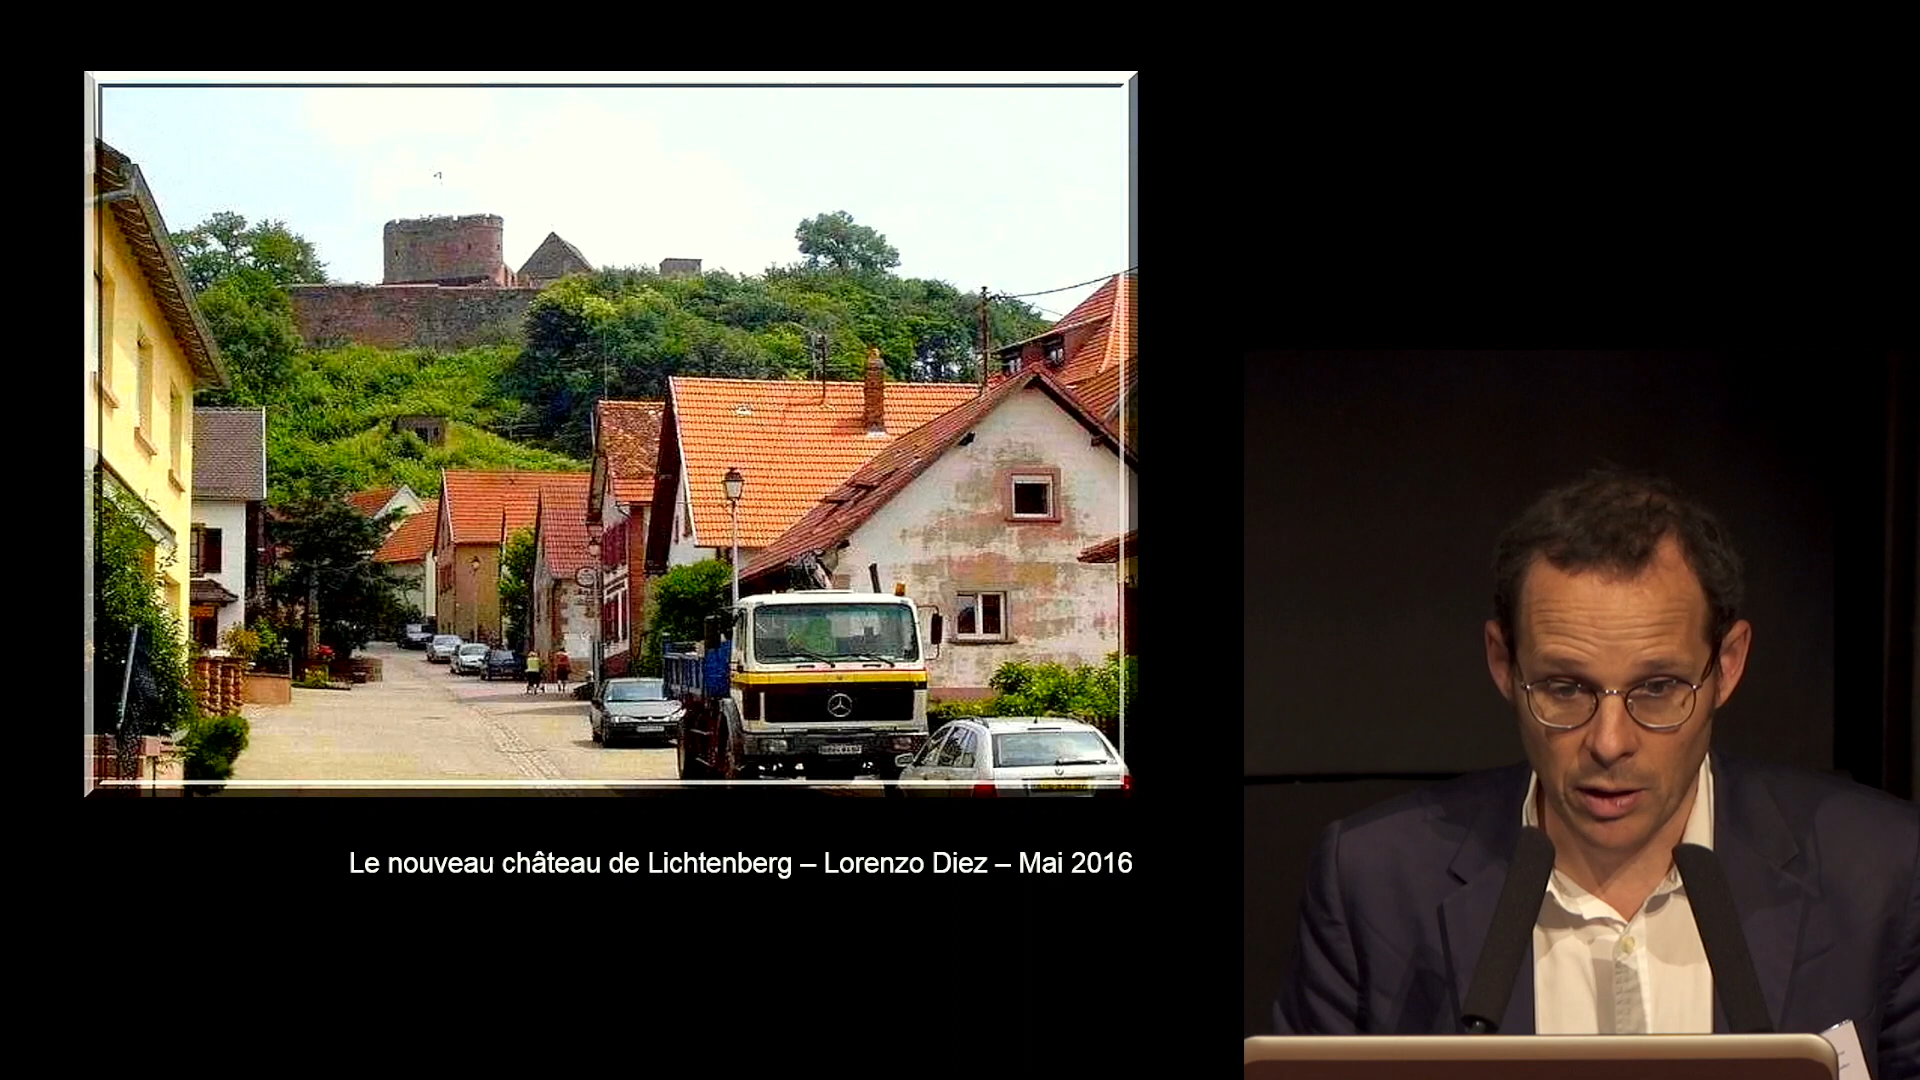 Le nouveau château de Lichtenberg – Lorenzo Diez – Mai 2016